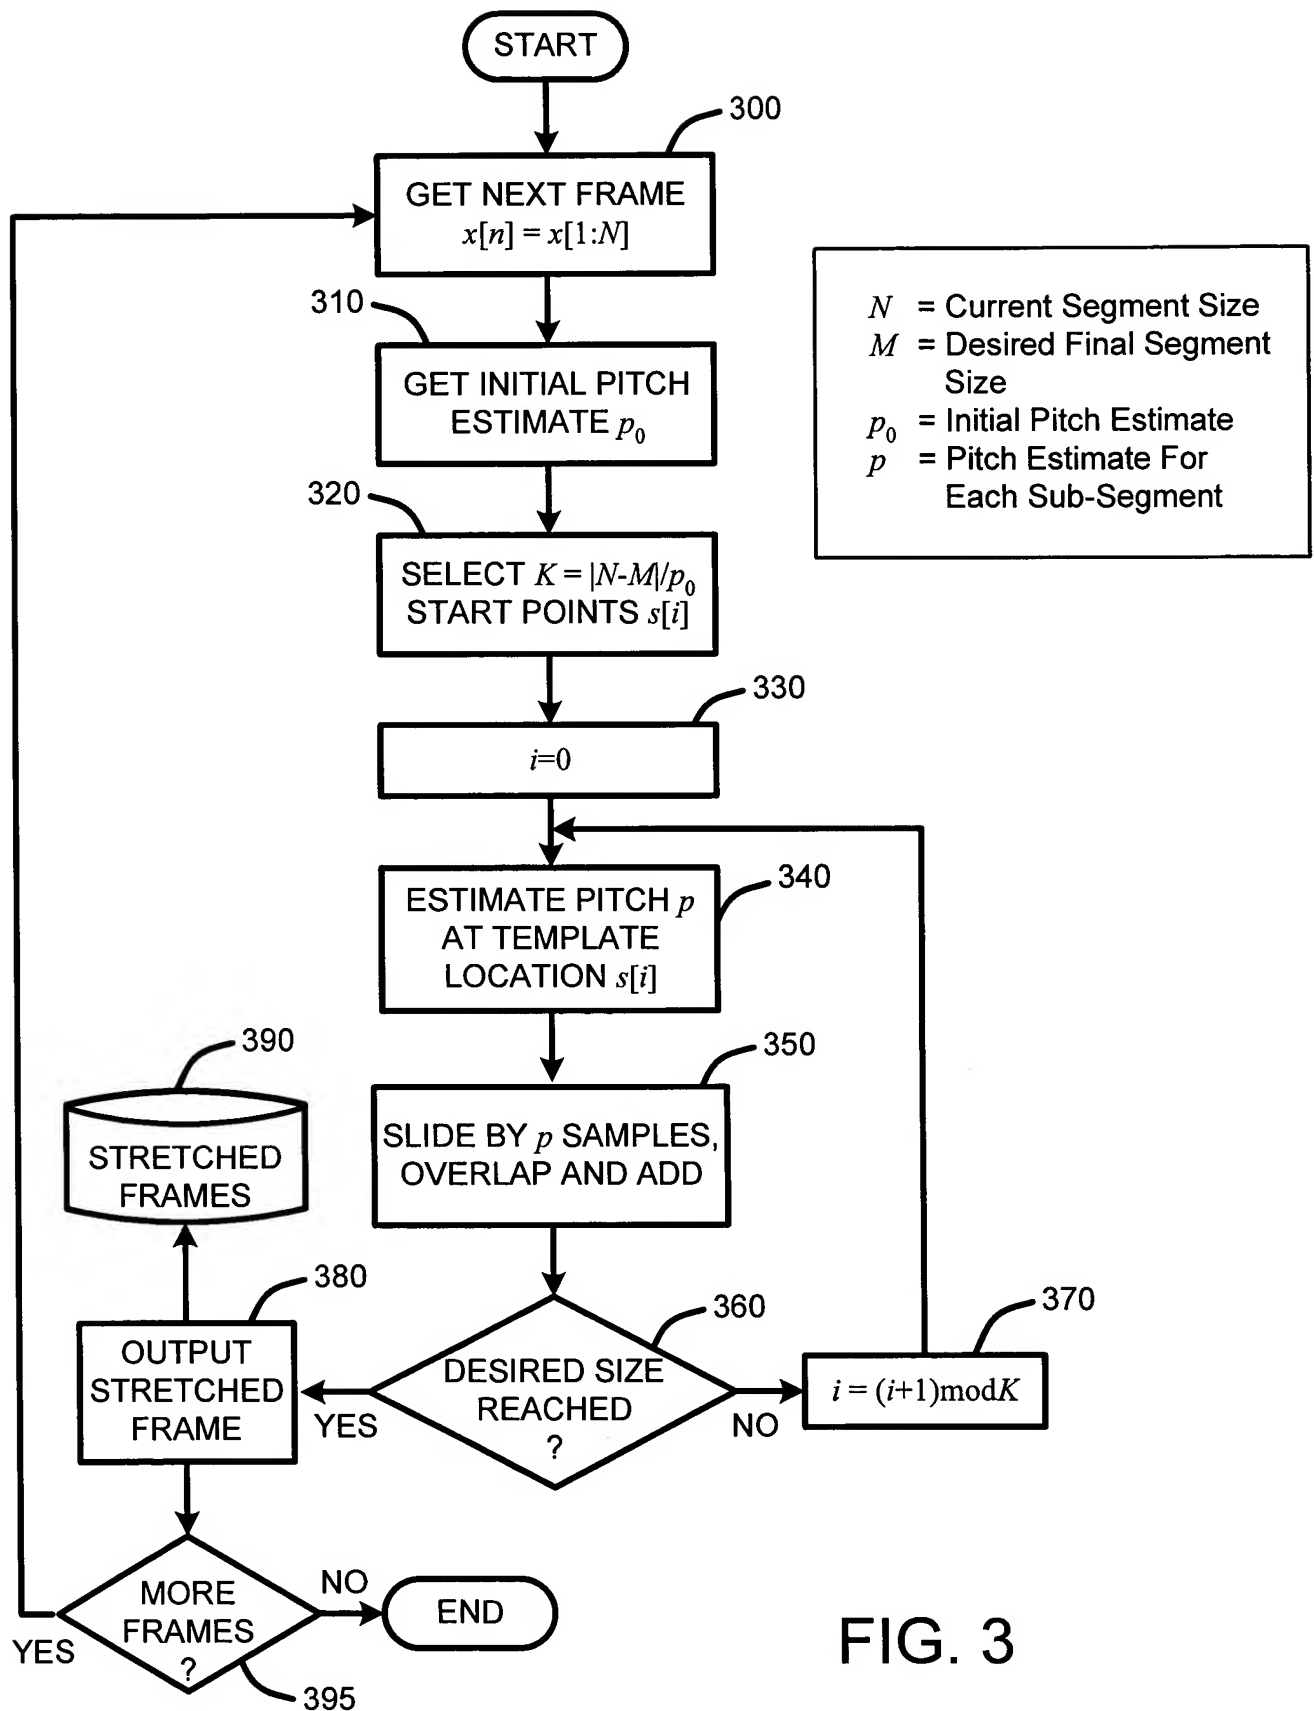 START
300
GET NEXT FRAME
x[n] = x[1:N]
310
GET INITIAL PITCH
ESTIMATE p₀
N = Current Segment Size
M = Desired Final Segment
Size
p₀ = Initial Pitch Estimate
p = Pitch Estimate For
Each Sub-Segment
320
SELECT K = |N-M|/p₀
START POINTS s[i]
330
i=0
340
ESTIMATE PITCH p
AT TEMPLATE
LOCATION s[i]
350
SLIDE BY p SAMPLES,
OVERLAP AND ADD
390
STRETCHED
FRAMES
360
DESIRED SIZE
REACHED
?
YES
NO
370
i = (i+1)modK
380
OUTPUT
STRETCHED
FRAME
MORE
FRAMES
?
395
YES
NO
END
FIG. 3